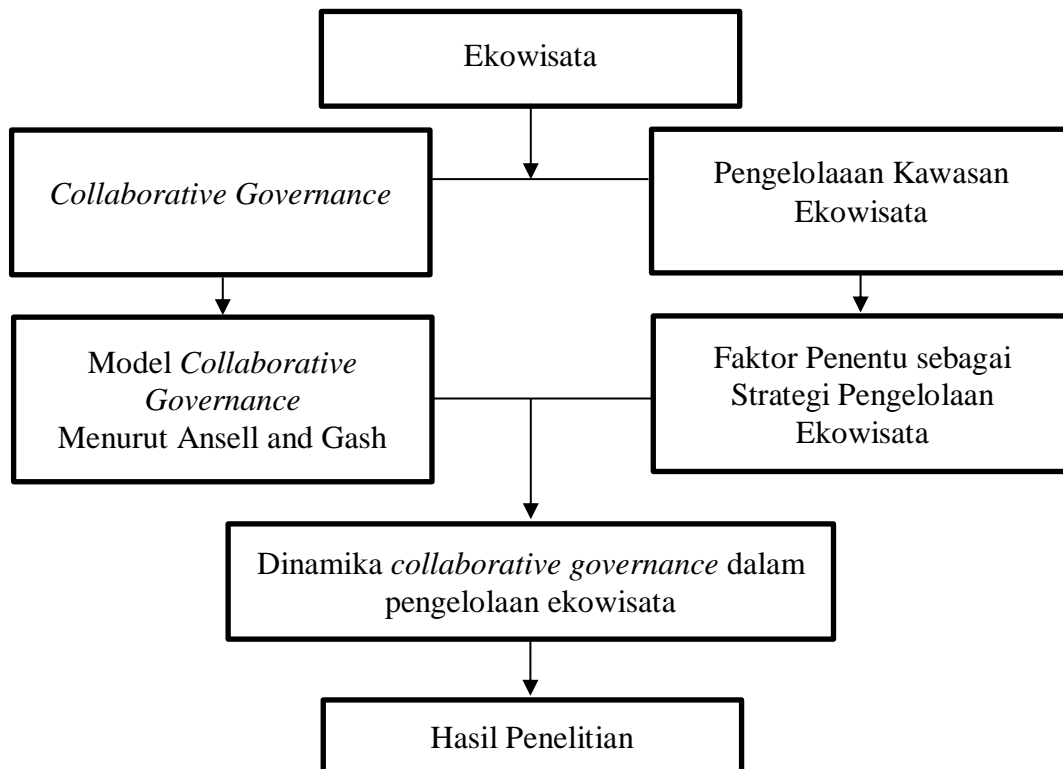 Ekowisata
Collaborative Governance
Pengelolaaan Kawasan
Ekowisata
Model Collaborative
Governance
Menurut Ansell and Gash
Faktor Penentu sebagai
Strategi Pengelolaan
Ekowisata
Dinamika collaborative governance dalam
pengelolaan ekowisata
Hasil Penelitian